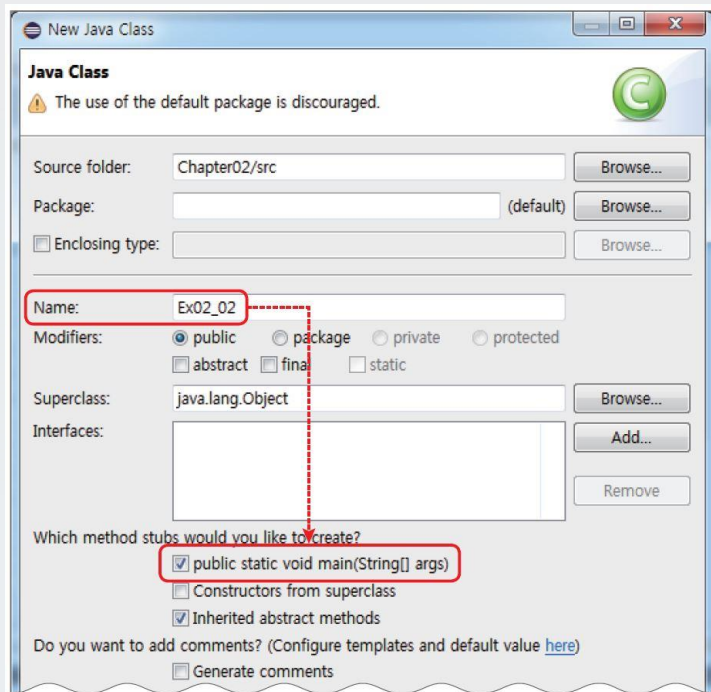 New Java Class
Java Class
The use of the default package is discouraged.
Source folder: Chapter02/src Browse...
Package: (default) Browse...
Enclosing type: Browse...
Name: Ex02_02
Modifiers: public package private protected
abstract final static
Superclass: java.lang.Object Browse...
Interfaces: Add...
Remove
Which method stubs would you like to create?
public static void main(String[] args)
Constructors from superclass
Inherited abstract methods
Do you want to add comments? (Configure templates and default value here)
Generate comments